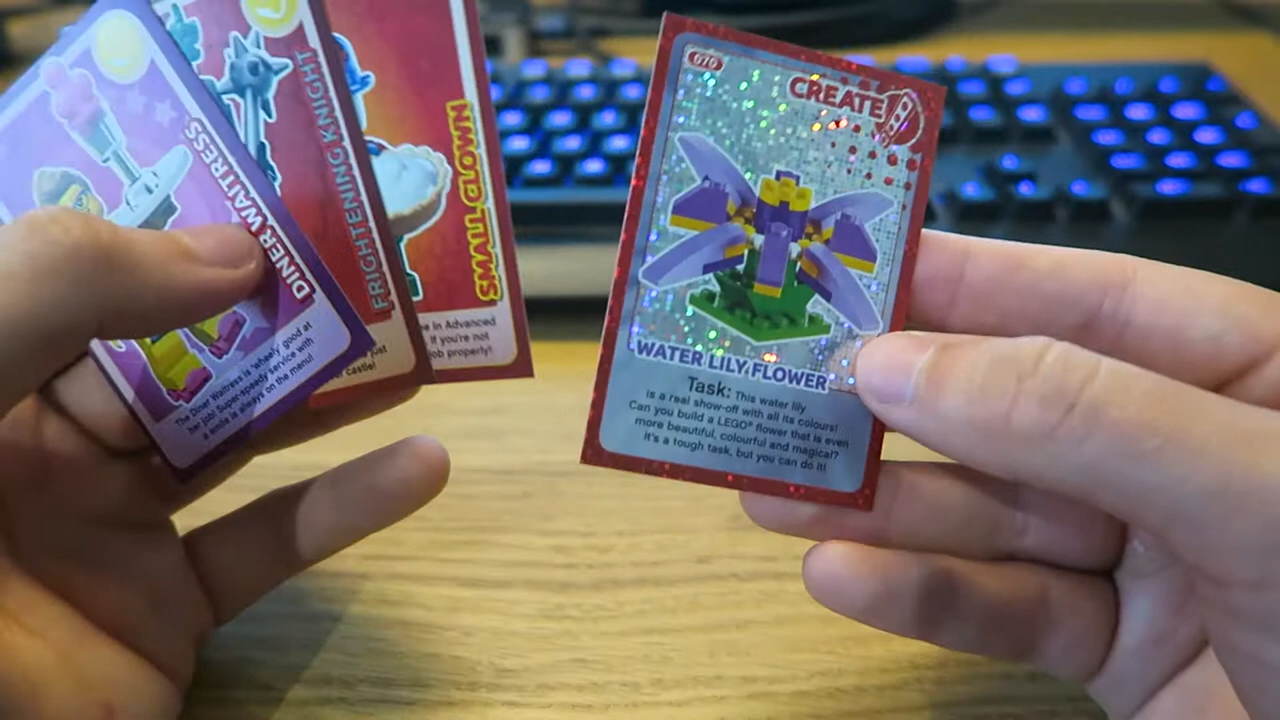 DINER WAITRESS
The Diner Waitress is 'wheely' good at
her job! Super-speedy service with
a smile is always on the menu!
FRIGHTENING KNIGHT
just
castle!
SMALL CLOWN
in Advanced
If you're not
job properly!
070
CREATE
WATER LILY FLOWER
Task: This water lily
is a real show-off with all its colours!
Can you build a LEGO® flower that is even
more beautiful, colourful and magical?
It's a tough task, but you can do it!